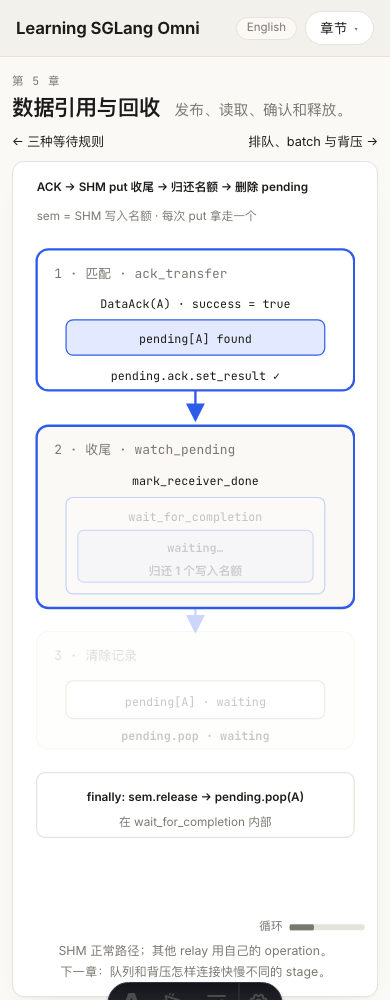 Learning SGLang Omni
English
章节
第 5 章
数据引用与回收 发布、读取、确认和释放。
← 三种等待规则
排队、batch 与背压 →
ACK → SHM put 收尾 → 归还名额 → 删除 pending
sem = SHM 写入名额 · 每次 put 拿走一个
1 · 匹配 · ack_transfer
DataAck(A) · success = true
pending[A] found
pending.ack.set_result ✓
2 · 收尾 · watch_pending
mark_receiver_done
wait_for_completion
waiting…
归还 1 个写入名额
3 · 清除记录
pending[A] · waiting
pending.pop · waiting
finally: sem.release → pending.pop(A)
在 wait_for_completion 内部
循环
SHM 正常路径；其他 relay 用自己的 operation。
下一章：队列和背压怎样连接快慢不同的 stage。